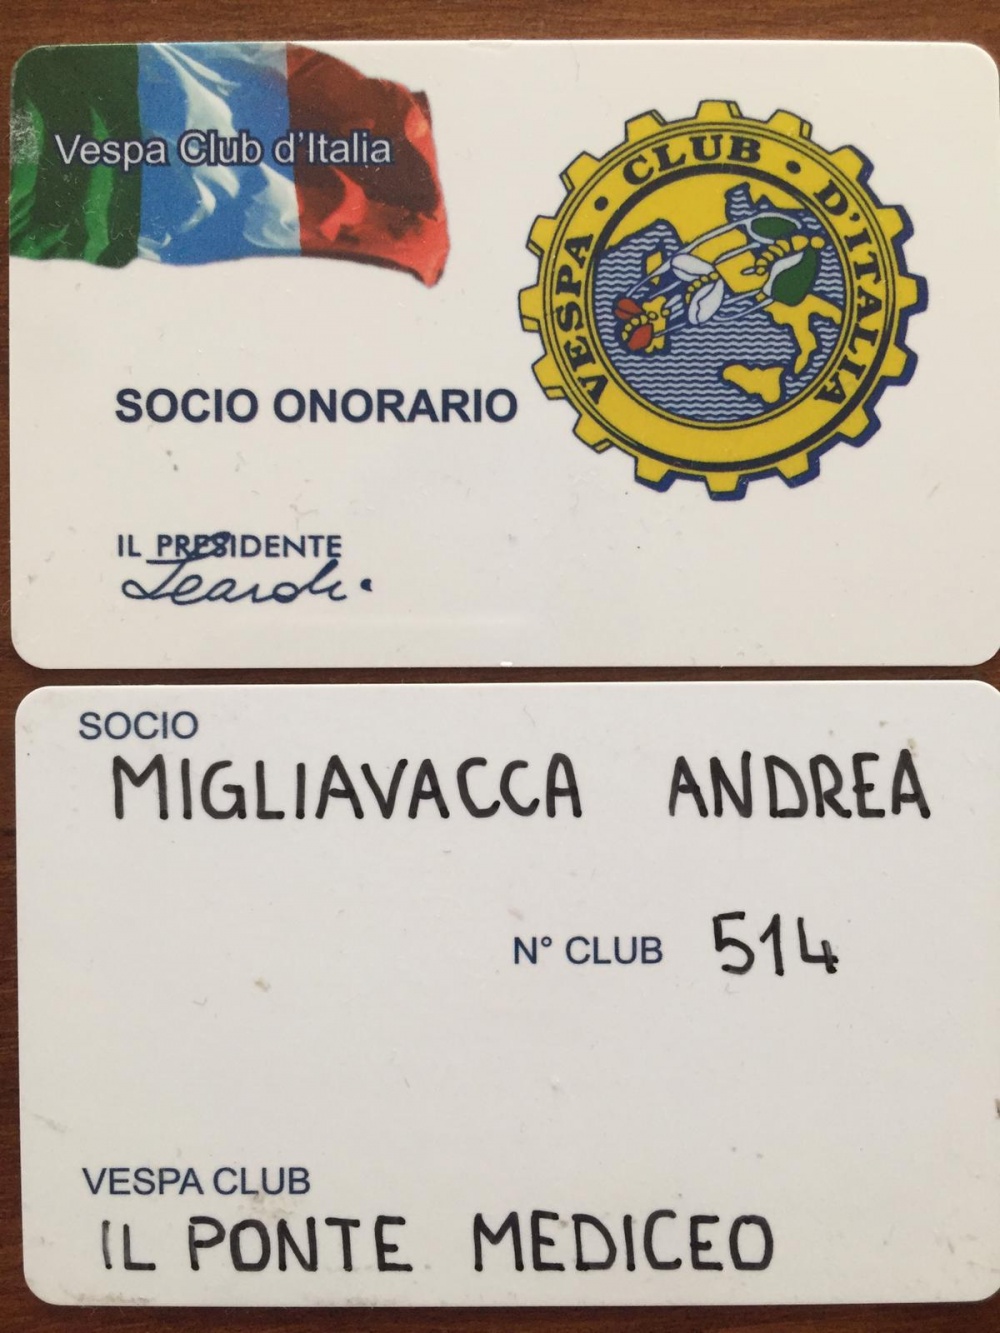 Vespa Club d'Italia
VESPA • CLUB • D'ITALIA
SOCIO ONORARIO
IL PRESIDENTE
SOCIO
MIGLIAVACCA ANDREA
N° CLUB 514
VESPA CLUB
IL PONTE MEDICEO